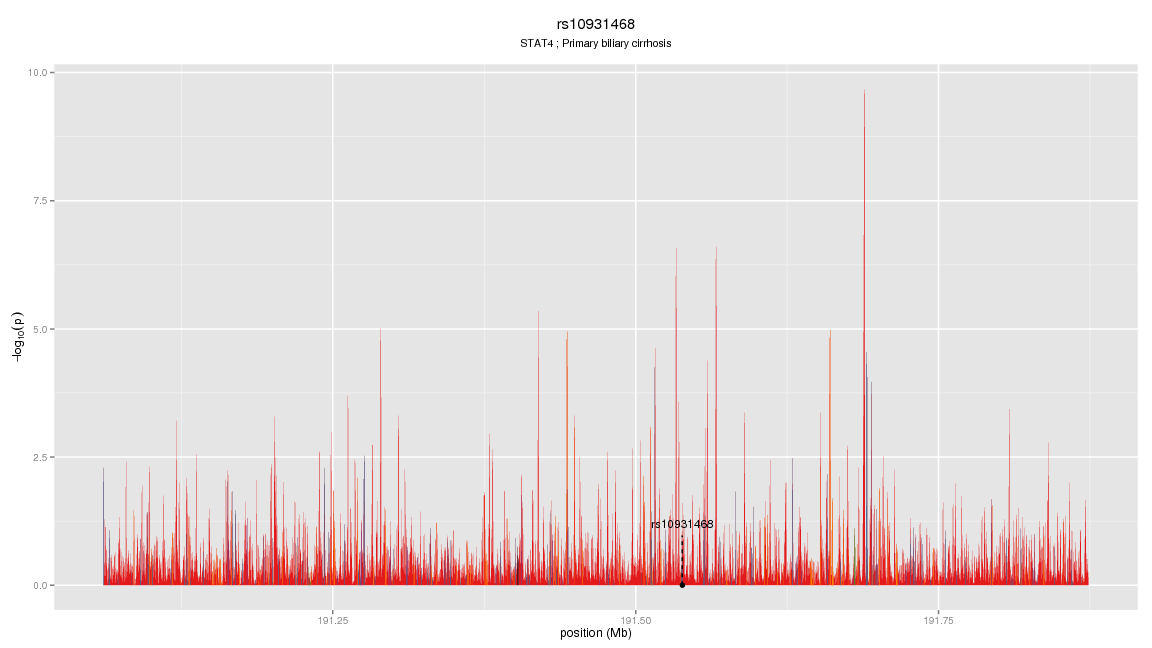 rs10931468
STAT4 ; Primary biliary cirrhosis
10.0
7.5
5.0
2.5
0.0
−log10(p)
rs10931468
191.25
191.50
191.75
position (Mb)